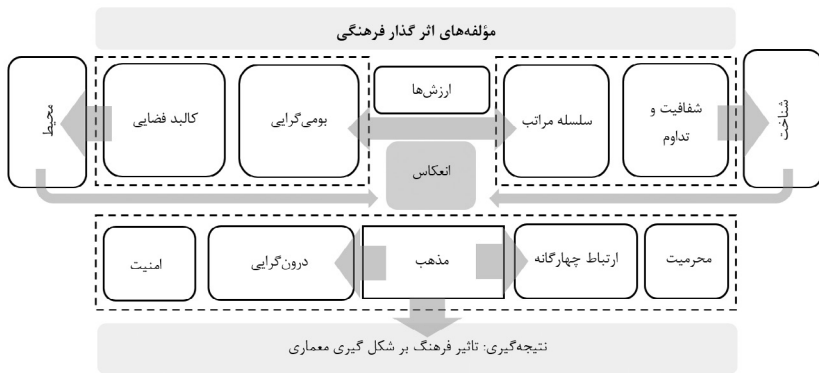 مؤلفه‌های اثر گذار فرهنگی
شناخت
شفافیت و
تداوم
سلسله مراتب
ارزش‌ها
بومی‌گرایی
کالبد فضایی
محیط
انعکاس
محرمیت
ارتباط چهارگانه
مذهب
درون‌گرایی
امنیت
نتیجه‌گیری: تاثیر فرهنگ بر شکل گیری معماری